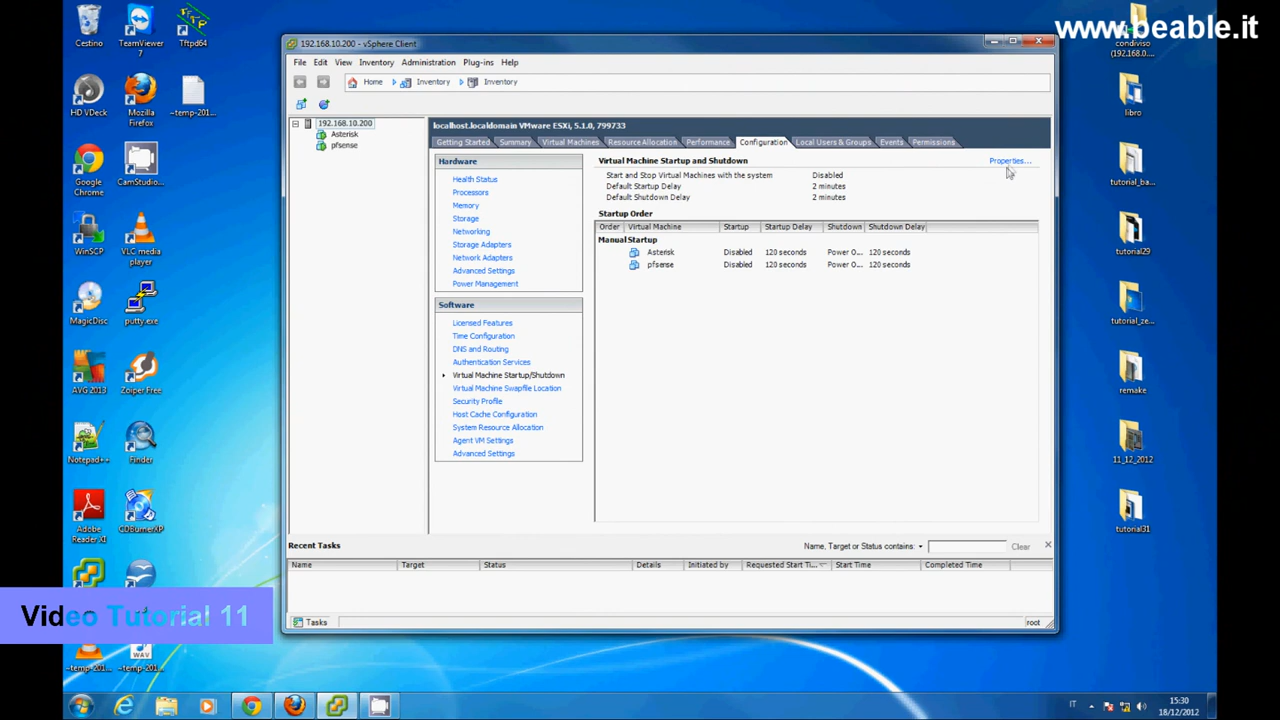 www.beable.it
Cestino
TeamViewer
7
Tftpd64
HD VDeck
Mozilla
Firefox
~temp-201...
Google
Chrome
CamStudio...
WinSCP
VLC media
player
MagicDisc
putty.exe
AVG 2013
Zoiper Free
Notepad++
Finder
Adobe
Reader XI
CDBurnerXP
~temp-201...
~temp-201...
WAV
Video Tutorial 11
192.168.10.200 - vSphere Client
File Edit View Inventory Administration Plug-ins Help
Home Inventory Inventory
192.168.10.200
Asterisk
pfsense
localhost.localdomain VMware ESXi, 5.1.0, 799733
Getting Started Summary Virtual Machines Resource Allocation Performance Configuration Local Users & Groups Events Permissions
Hardware
Health Status
Processors
Memory
Storage
Networking
Storage Adapters
Network Adapters
Advanced Settings
Power Management
Software
Licensed Features
Time Configuration
DNS and Routing
Authentication Services
Virtual Machine Startup/Shutdown
Virtual Machine Swapfile Location
Security Profile
Host Cache Configuration
System Resource Allocation
Agent VM Settings
Advanced Settings
Virtual Machine Startup and Shutdown Properties...
Start and Stop Virtual Machines with the system Disabled
Default Startup Delay 2 minutes
Default Shutdown Delay 2 minutes
Startup Order
Order Virtual Machine Startup Startup Delay Shutdown Shutdown Delay
Manual Startup
Asterisk Disabled 120 seconds Power O... 120 seconds
pfsense Disabled 120 seconds Power O... 120 seconds
Recent Tasks Name, Target or Status contains: Clear
Name Target Status Details Initiated by Requested Start Ti... Start Time Completed Time
Tasks root
condiviso
(192.168.0....
libro
tutorial_ba...
tutorial29
tutorial_ze...
remake
11_12_2012
tutorial31
IT 15:30
18/12/2012